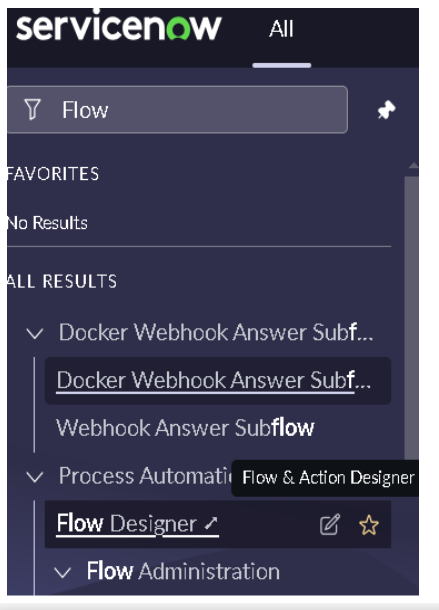 servicenow All
Flow
FAVORITES
No Results
ALL RESULTS
Docker Webhook Answer Subf...
Docker Webhook Answer Subf...
Webhook Answer Subflow
Process Automati
Flow & Action Designer
Flow Designer
Flow Administration